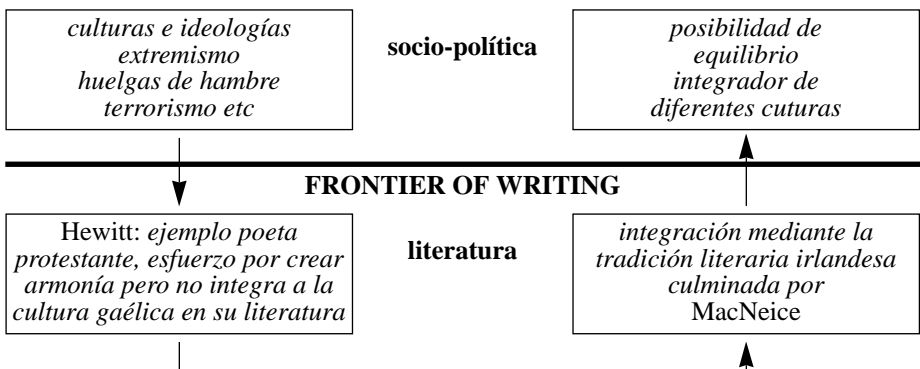 culturas e ideologías
extremismo
huelgas de hambre
terrorismo etc
socio-política
posibilidad de
equilibrio
integrador de
diferentes cuturas
FRONTIER OF WRITING
Hewitt: ejemplo poeta
protestante, esfuerzo por crear
armonía pero no integra a la
cultura gaélica en su literatura
literatura
integración mediante la
tradición literaria irlandesa
culminada por
MacNeice